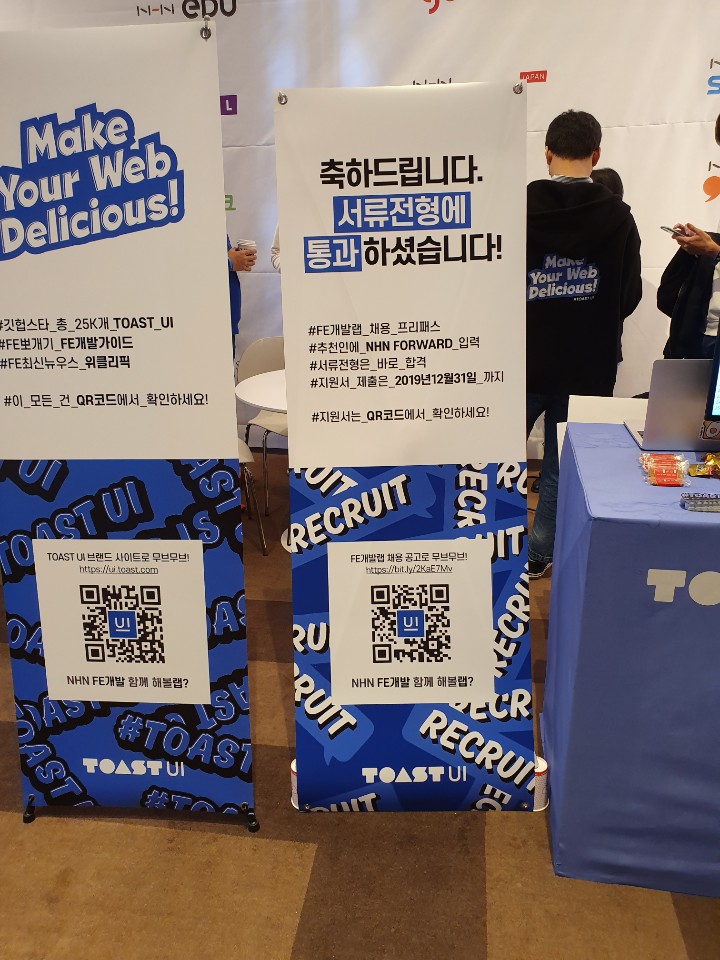 NHN edu
JAPAN
Make
Your Web
Delicious!
#깃헙스타_총_25K개_TOAST_UI
#FE뽀개기_FE개발가이드
#FE최신뉴우스_위클리픽
#이_모든_건_QR코드에서_확인하세요!
TOAST UI
TOAST UI 브랜드 사이트로 무브무브!
https://ui.toast.com
UI
NHN FE개발 함께 해볼랩?
#TOAST
TOAST UI
축하드립니다.
서류전형에
통과하셨습니다!
#FE개발랩_채용_프리패스
#추천인에_NHN FORWARD_입력
#서류전형은_바로_합격
#지원서_제출은_2019년12월31일_까지
#지원서는_QR코드에서_확인하세요!
RECRUIT
FE개발랩 채용 공고로 무브무브!
https://bit.ly/2KaE7Mv
UI
NHN FE개발 함께 해볼랩?
RECRUIT
TOAST UI
Make
Your Web
Delicious!
#TOAST UI
TO